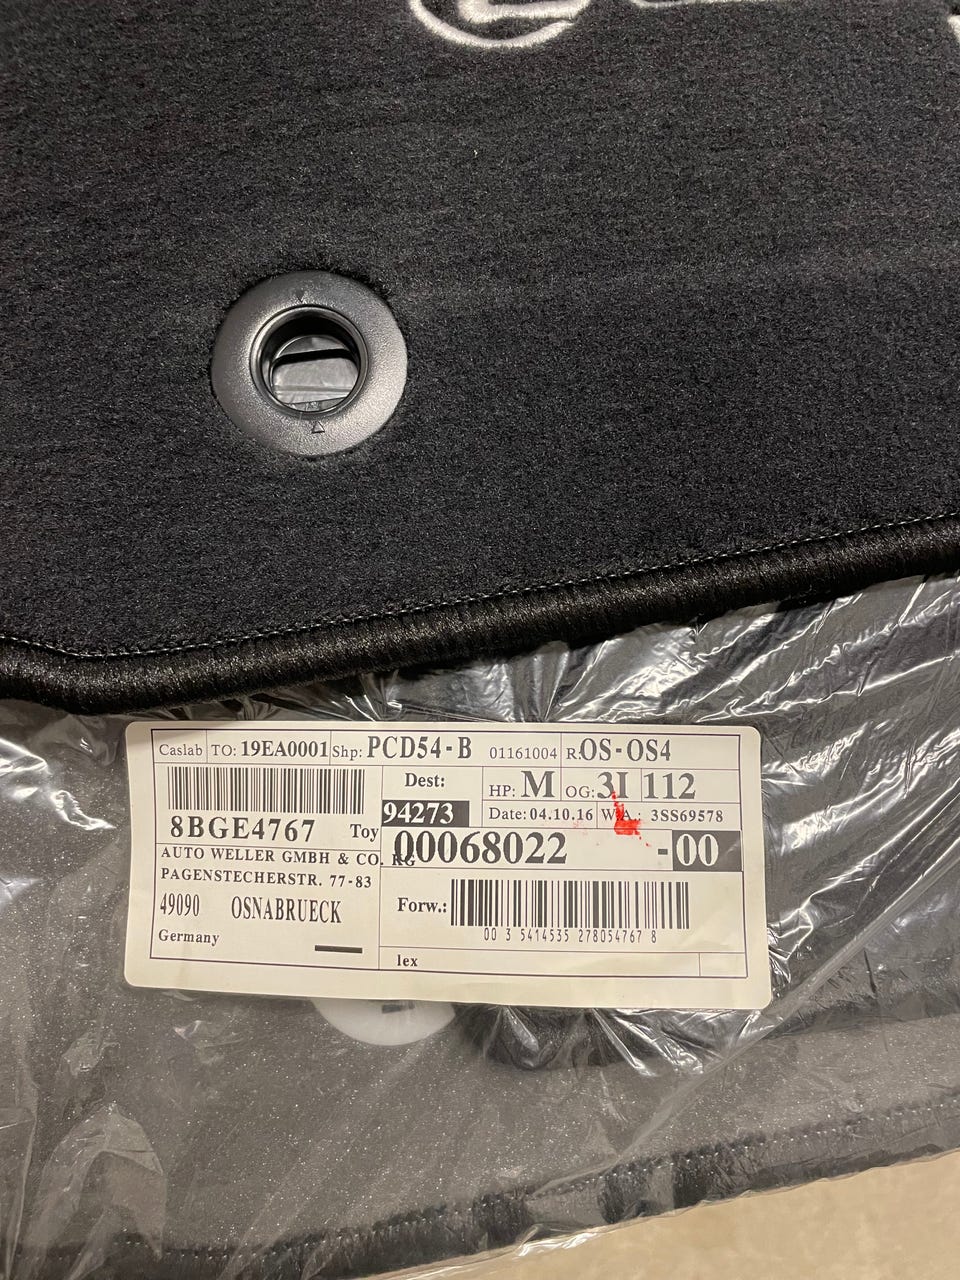 Caslab TO: 19EA0001 Shp: PCD54-B 01161004 R:OS-OS4
Dest: HP: M OG: 3I 112
94273 Date: 04.10.16 W.A.: 3SS69578
8BGE4767 Toy 00068022 -00
AUTO WELLER GMBH & CO. KG
PAGENSTECHERSTR. 77-83
49090 OSNABRUECK Forw.:
00 3 5414535 278054767 8
Germany
lex